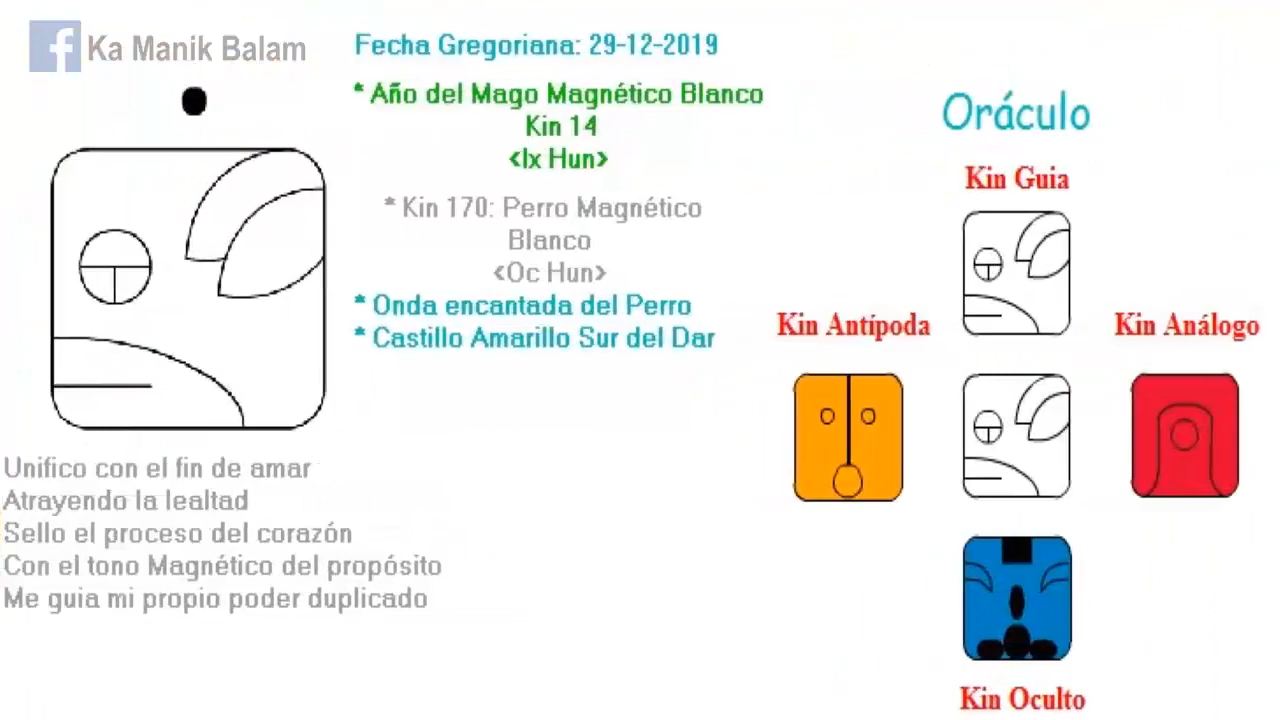 Ka Manik Balam
Fecha Gregoriana: 29-12-2019
* Año del Mago Magnético Blanco
Kin 14
<Ix Hun>
* Kin 170: Perro Magnético
Blanco
<Oc Hun>
* Onda encantada del Perro
* Castillo Amarillo Sur del Dar
Unifico con el fin de amar
Atrayendo la lealtad
Sello el proceso del corazón
Con el tono Magnético del propósito
Me guia mi propio poder duplicado
Oráculo
Kin Guia
Kin Antípoda
Kin Análogo
Kin Oculto